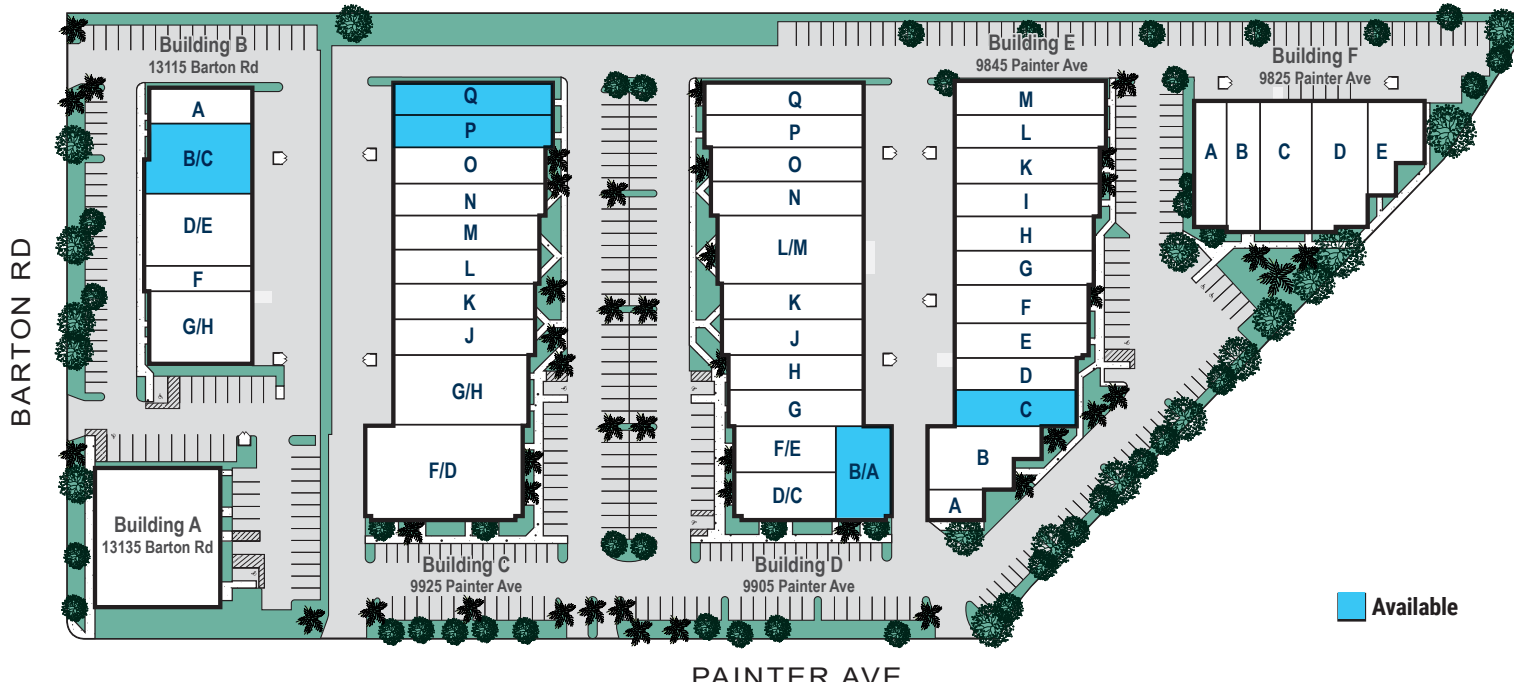 Building B
13115 Barton Rd
A
B/C
D/E
F
G/H
BARTON RD
Building A
13135 Barton Rd
Q
P
O
N
M
L
K
J
G/H
F/D
Building C
9925 Painter Ave
Q
P
O
N
L/M
K
J
H
G
F/E
B/A
D/C
Building D
9905 Painter Ave
Building E
9845 Painter Ave
M
L
K
I
H
G
F
E
D
C
B
A
Building F
9825 Painter Ave
A
B
C
D
E
Available
PAINTER AVE